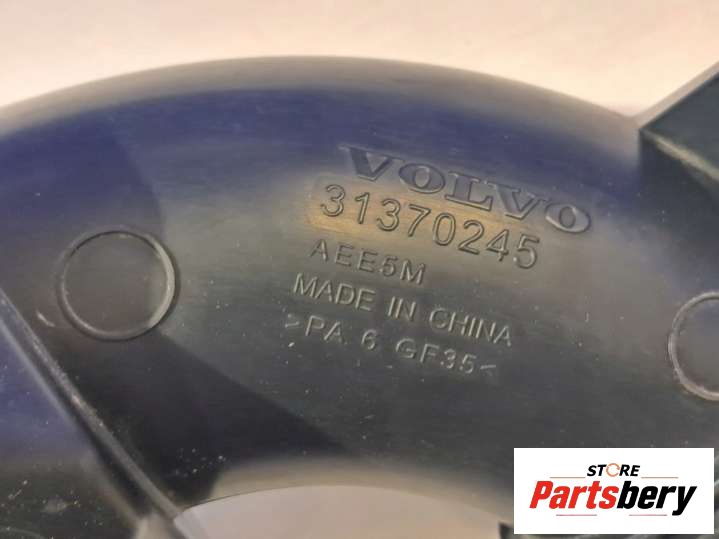 VOLVO
31370245
AEE5M
MADE IN CHINA
>PA 6 GF35<
STORE
Partsbery